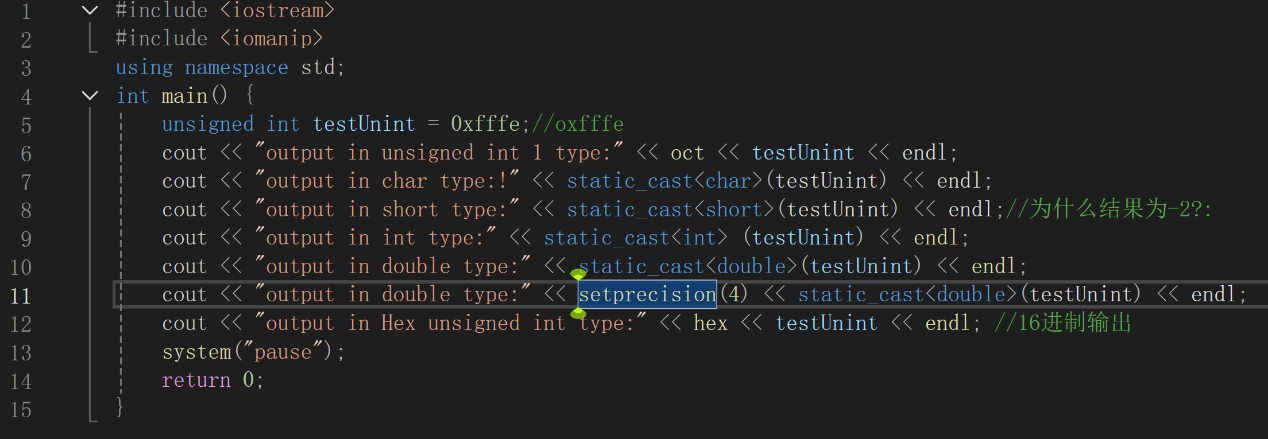 1 #include <iostream>
2 #include <iomanip>
3 using namespace std;
4 int main() {
5 unsigned int testUnint = 0xfffe;//oxfffe
6 cout << "output in unsigned int 1 type:" << oct << testUnint << endl;
7 cout << "output in char type:!" << static_cast<char>(testUnint) << endl;
8 cout << "output in short type:" << static_cast<short>(testUnint) << endl;//为什么结果为-2?:
9 cout << "output in int type:" << static_cast<int> (testUnint) << endl;
10 cout << "output in double type:" << static_cast<double>(testUnint) << endl;
11 cout << "output in double type:" << setprecision(4) << static_cast<double>(testUnint) << endl;
12 cout << "output in Hex unsigned int type:" << hex << testUnint << endl; //16进制输出
13 system("pause");
14 return 0;
15 }